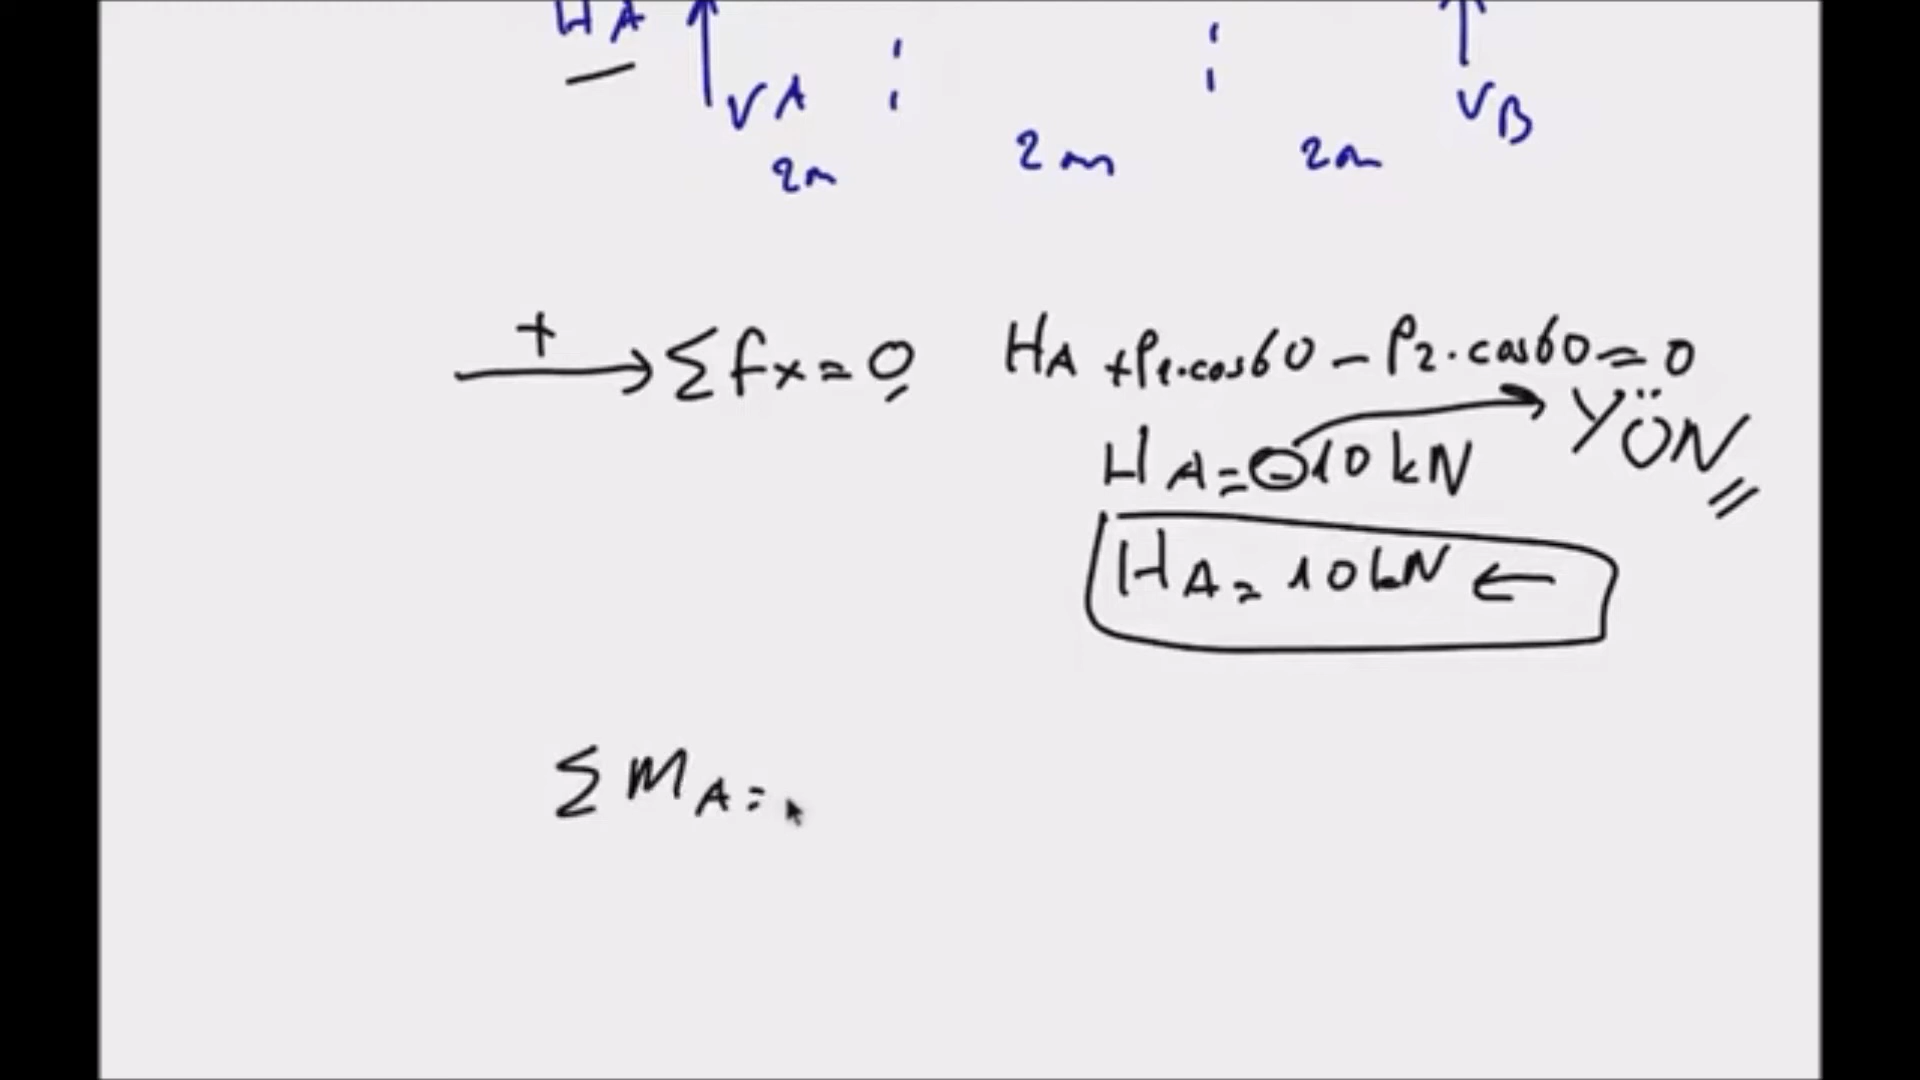 HA VA VB
2m 2m 2m
+ → Σfx=0 HA+P1.cos60-P2.cos60=0
HA=-10kN → YÖN
HA=10kN ←
ΣMA=